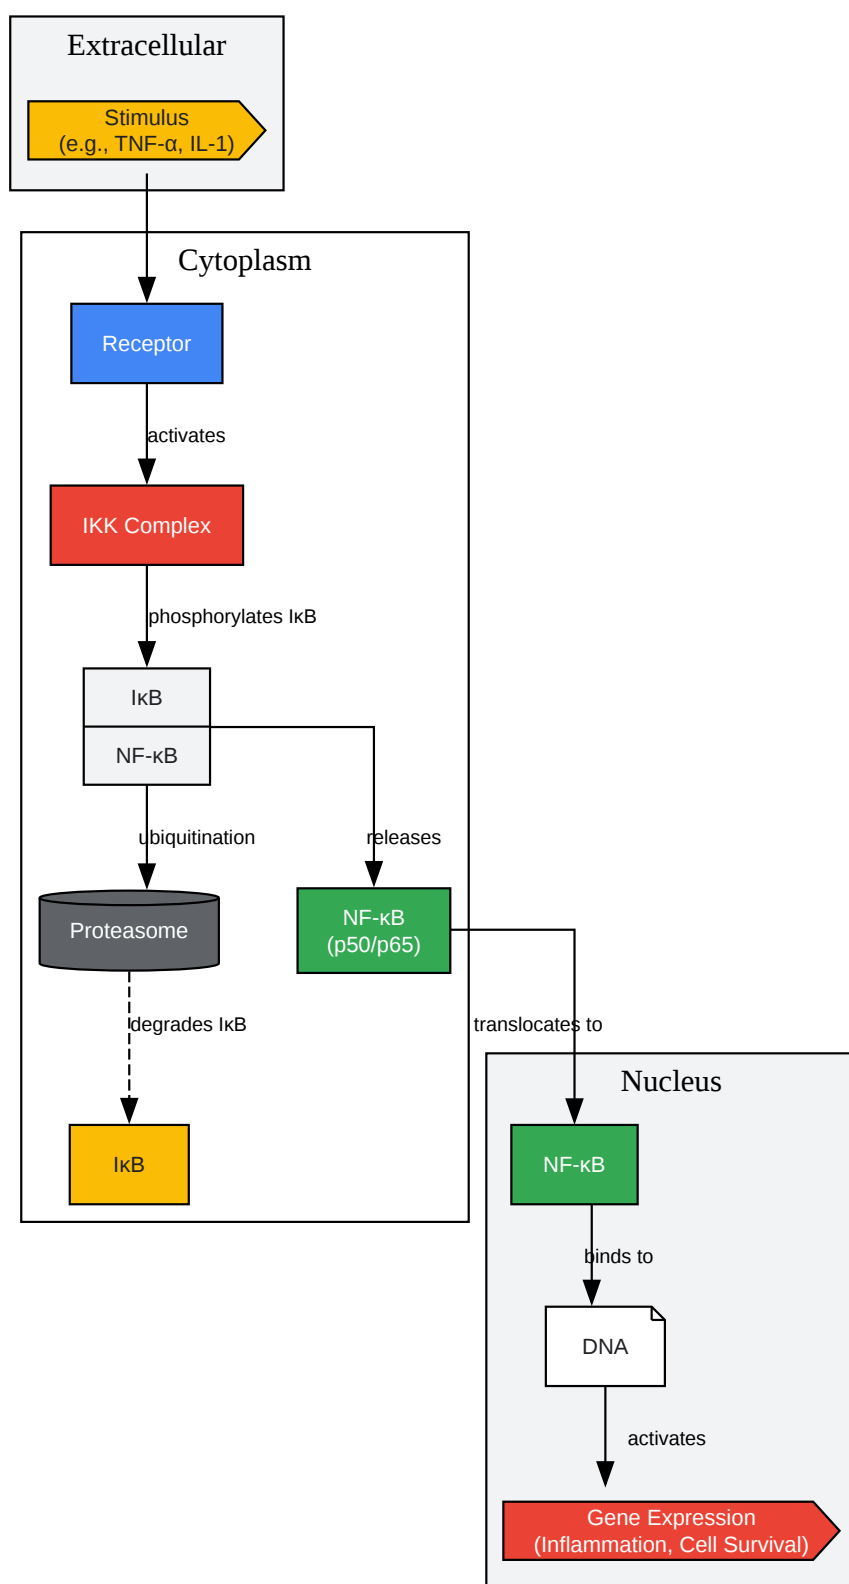 Extracellular
Stimulus
(e.g., TNF-α, IL-1)
Cytoplasm
Receptor
activates
IKK Complex
phosphorylates IκB
IκB
NF-κB
ubiquitination
releases
Proteasome
NF-κB
(p50/p65)
degrades IκB
translocates to
Nucleus
IκB
NF-κB
binds to
DNA
activates
Gene Expression
(Inflammation, Cell Survival)